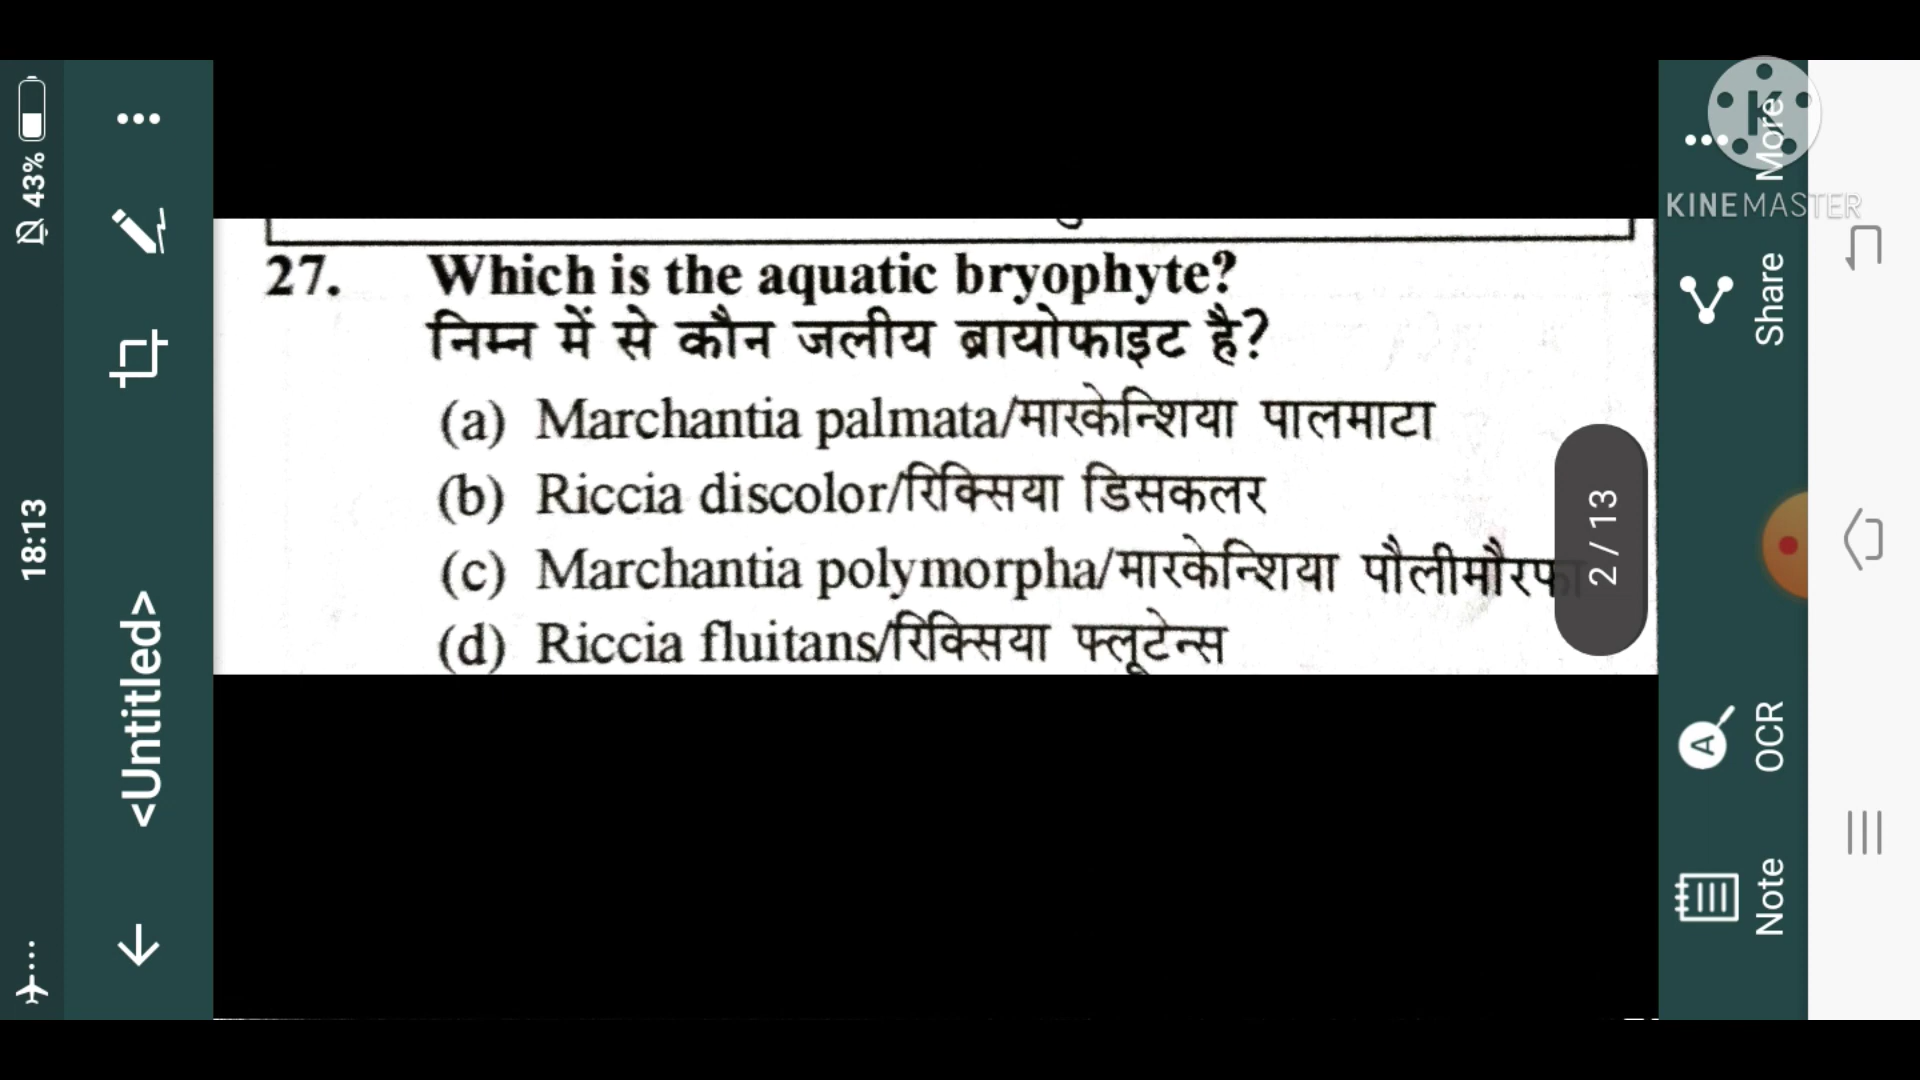 43%
18:13
<Untitled>
27. Which is the aquatic bryophyte?
निम्न में से कौन जलीय ब्रायोफाइट है?
(a) Marchantia palmata/मारकेन्शिया पालमाटा
(b) Riccia discolor/रिक्सिया डिसकलर
(c) Marchantia polymorpha/मारकेन्शिया पौलीमौरफा
(d) Riccia fluitans/रिक्सिया फ्लूटेन्स
2 / 13
More
KINEMASTER
Share
OCR
Note